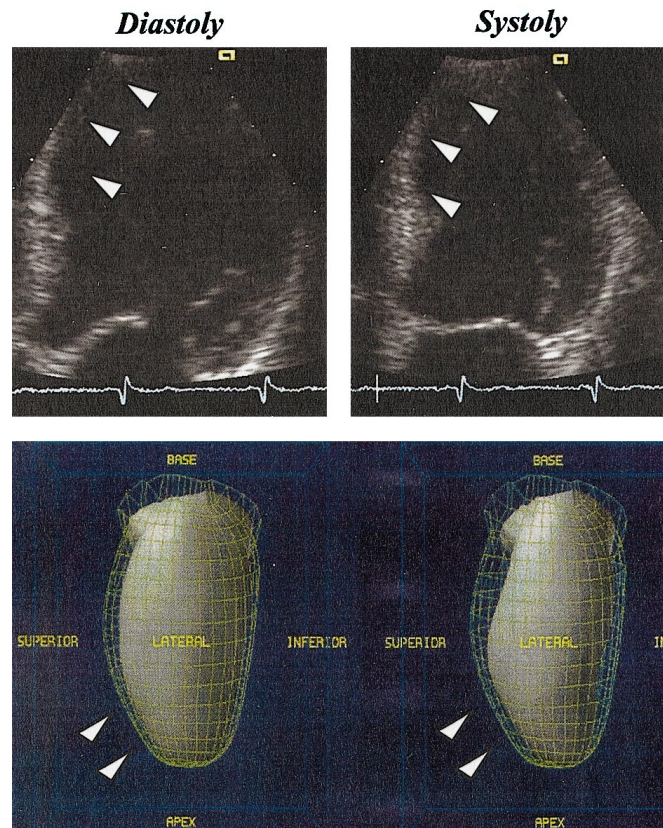 Diastoly
Systoly
BASE
BASE
SUPERIOR
LATERAL
INFERIOR
SUPERIOR
LATERAL
APEX
APEX